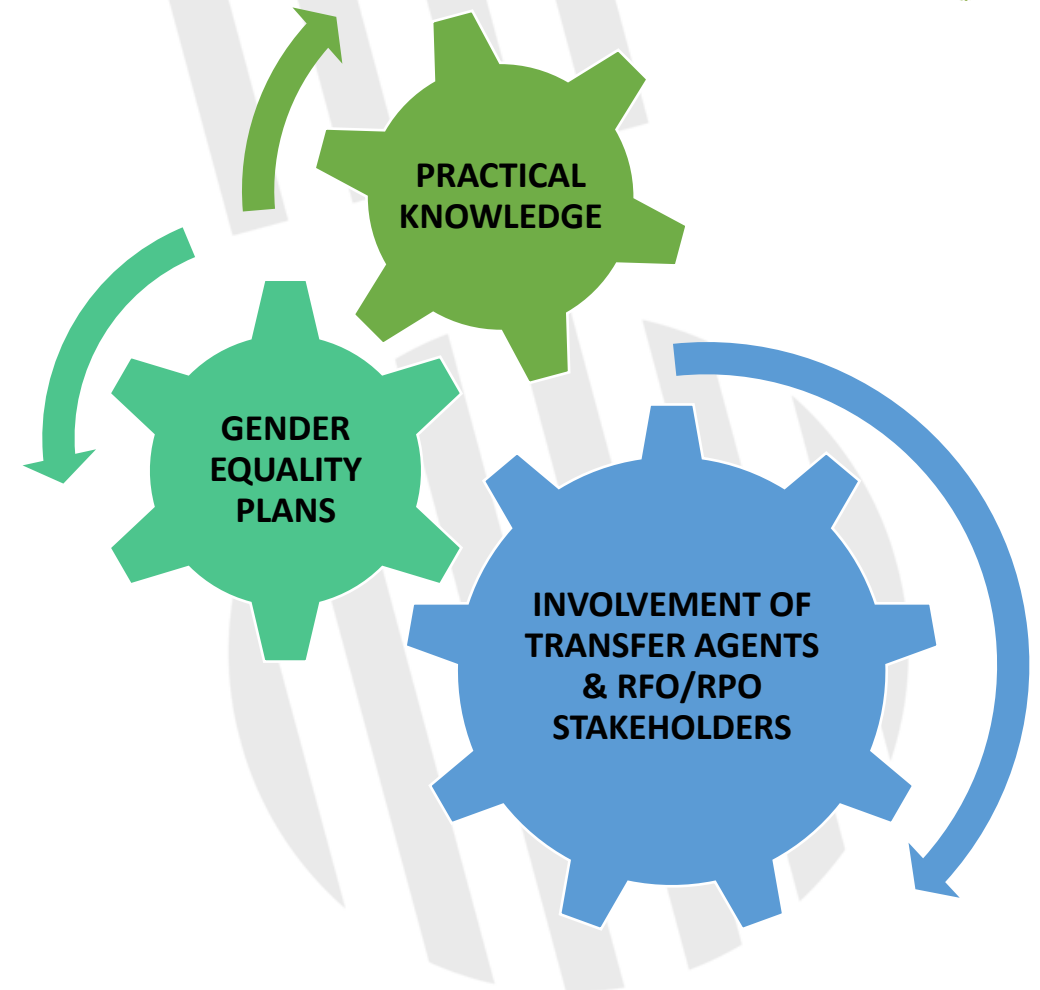 PRACTICAL
KNOWLEDGE
GENDER
EQUALITY
PLANS
INVOLVEMENT OF
TRANSFER AGENTS
& RFO/RPO
STAKEHOLDERS